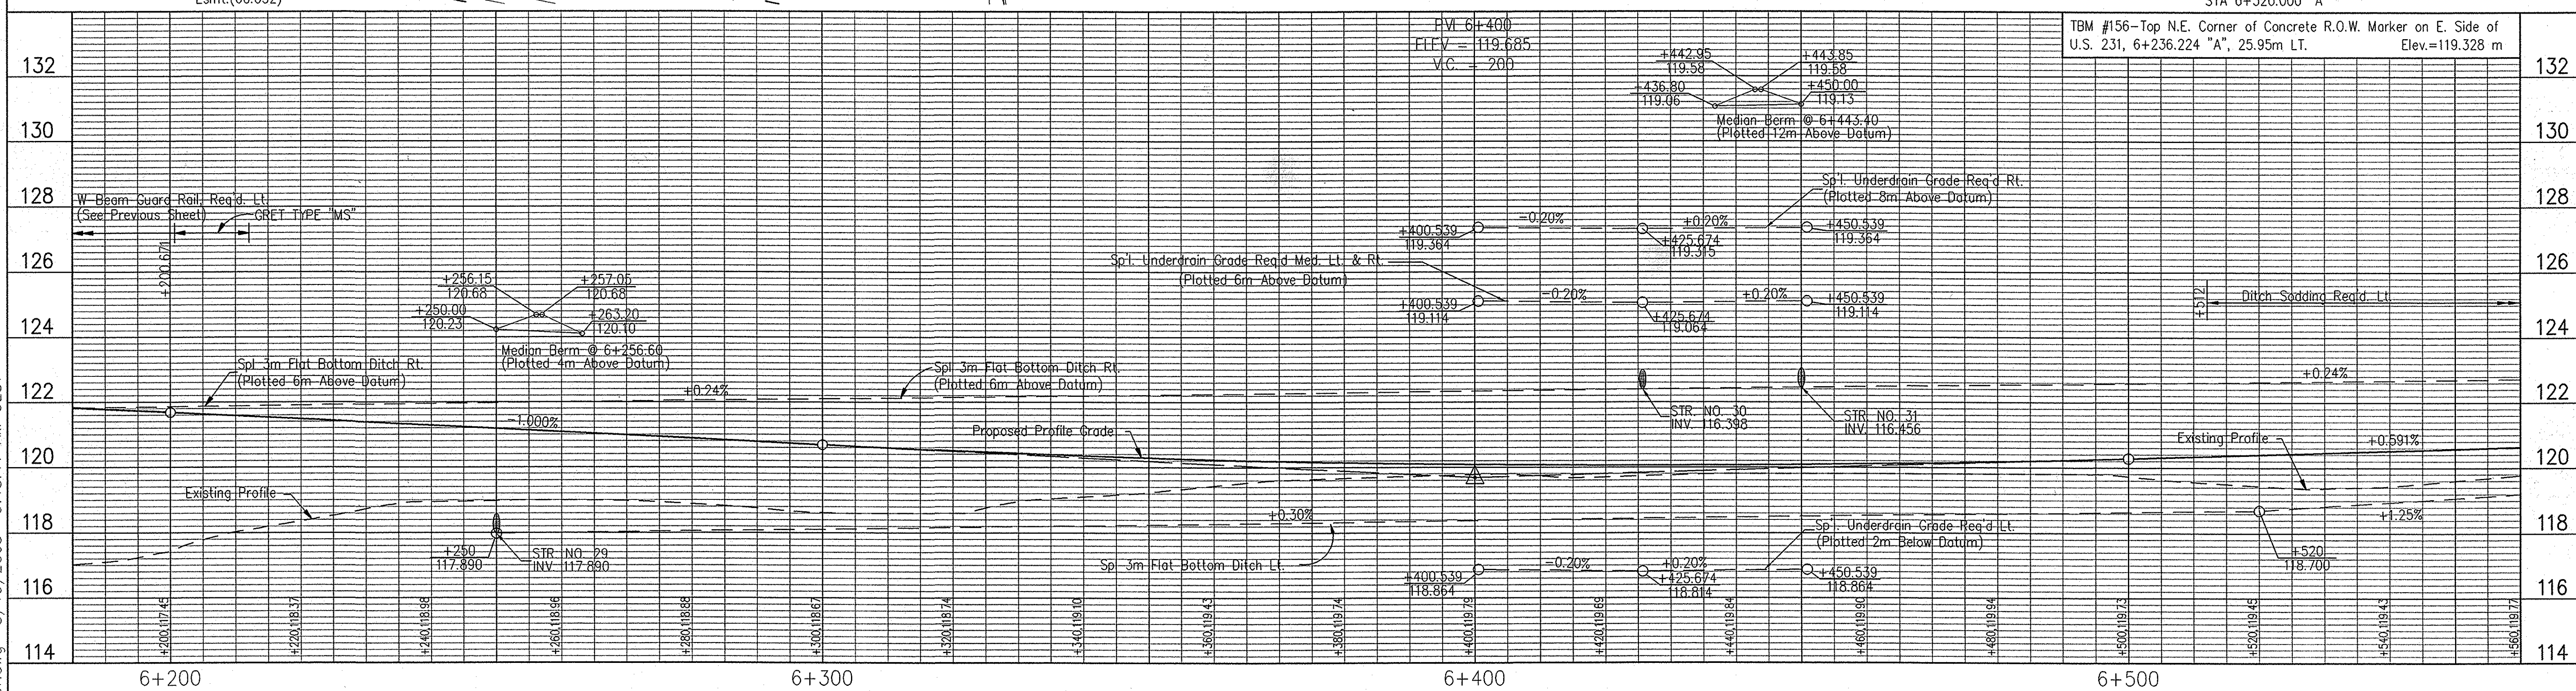 STA 6+520.000 "A"
TBM #156-Top N.E. Corner of Concrete R.O.W. Marker on E. Side of
U.S. 231, 6+236.224 "A", 25.95m LT. Elev.=119.328 m
PVI 6+400
ELEV = 119.685
V.C. = 200
132
132
+442.95
119.58
+443.85
119.58
+436.80
119.06
+450.00
119.13
Median Berm @ 6+443.40
(Plotted 12m Above Datum)
130
130
128
128
W-Beam Guard Rail, Req'd. Lt.
(See Previous Sheet)
GRET TYPE "MS"
+200.671
Sp'l. Underdrain Grade Req'd Rt.
(Plotted 8m Above Datum)
-0.20%
+0.20%
+400.539
119.364
+425.674
119.315
+450.539
119.364
126
126
Sp'l. Underdrain Grade Req'd Med. Lt. & Rt.
(Plotted 6m Above Datum)
-0.20%
+0.20%
+400.539
119.114
+425.674
119.064
+450.539
119.114
+512
Ditch Sodding Req'd. Lt.
+256.15
120.68
+257.05
120.68
+250.00
120.23
+263.20
120.10
Median Berm @ 6+256.60
(Plotted 4m Above Datum)
124
124
Spl 3m Flat Bottom Ditch Rt.
(Plotted 6m Above Datum)
+0.24%
Spl 3m Flat Bottom Ditch Rt.
(Plotted 6m Above Datum)
+0.24%
122
122
-1.000%
STR. NO. 30
INV. 116.398
STR. NO. 31
INV. 116.456
Proposed Profile Grade
Existing Profile
+0.591%
120
120
Existing Profile
+0.30%
+1.25%
118
118
+250
117.890
STR. NO. 29
INV. 117.890
Spl 3m Flat Bottom Ditch Lt.
Sp'l. Underdrain Grade Req'd Lt.
(Plotted 2m Below Datum)
-0.20%
+0.20%
+400.539
118.864
+425.674
118.814
+450.539
118.864
+520
118.700
116
116
+200,117.45
+220,118.37
+240,118.98
+260,118.96
+280,118.88
+300,118.67
+320,118.74
+340,119.10
+360,119.43
+380,119.74
+400,119.79
+420,119.69
+440,119.84
+460,119.90
+480,119.94
+500,119.73
+520,119.45
+540,119.43
+560,119.77
114
114
6+200
6+300
6+400
6+500